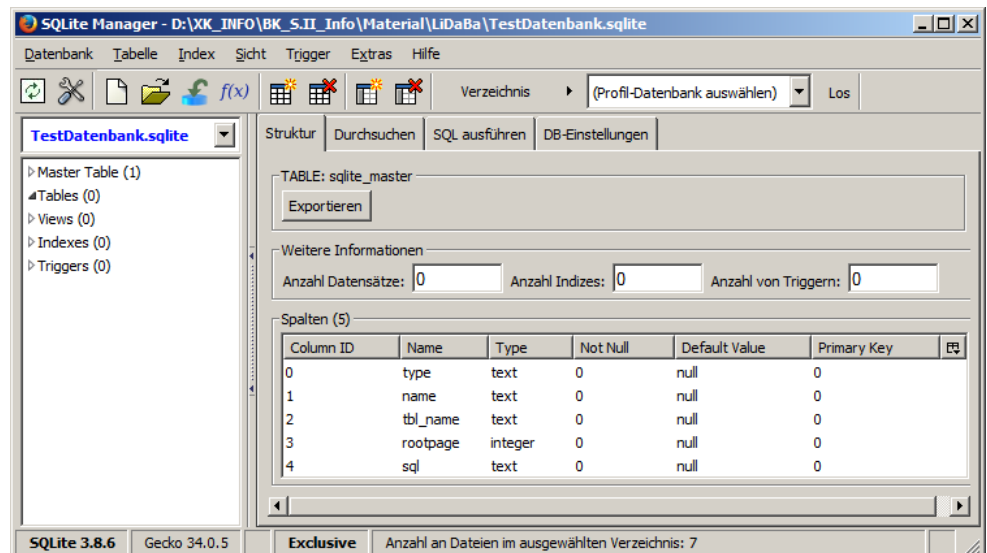 SQLite Manager - D:\XK_INFO\BK_S.II_Info\Material\LiDaBa\TestDatenbank.sqlite
Datenbank Tabelle Index Sicht Trigger Extras Hilfe
f(x) Verzeichnis (Profil-Datenbank auswählen) Los
TestDatenbank.sqlite
Master Table (1)
Tables (0)
Views (0)
Indexes (0)
Triggers (0)
Struktur Durchsuchen SQL ausführen DB-Einstellungen
TABLE: sqlite_master
Exportieren
Weitere Informationen
Anzahl Datensätze: 0 Anzahl Indizes: 0 Anzahl von Triggern: 0
Spalten (5)
Column ID Name Type Not Null Default Value Primary Key
0 type text 0 null 0
1 name text 0 null 0
2 tbl_name text 0 null 0
3 rootpage integer 0 null 0
4 sql text 0 null 0
SQLite 3.8.6 Gecko 34.0.5 Exclusive Anzahl an Dateien im ausgewählten Verzeichnis: 7